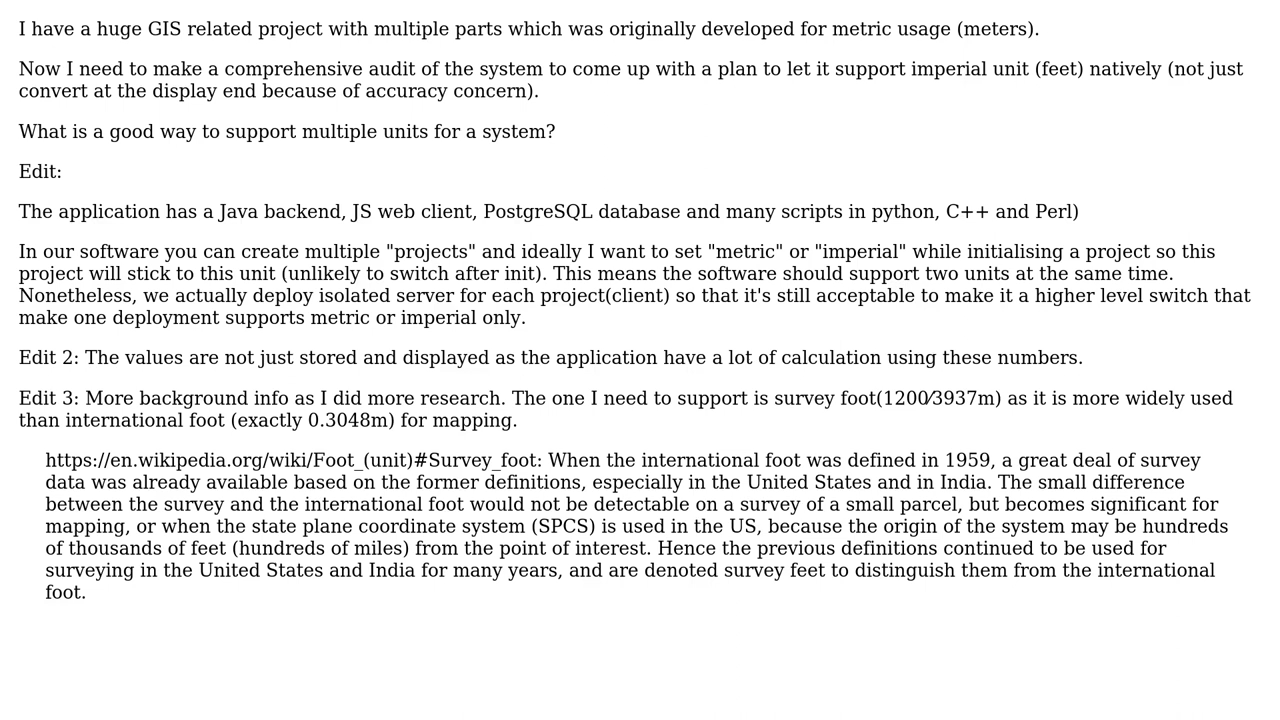 I have a huge GIS related project with multiple parts which was originally developed for metric usage (meters).
Now I need to make a comprehensive audit of the system to come up with a plan to let it support imperial unit (feet) natively (not just
convert at the display end because of accuracy concern).
What is a good way to support multiple units for a system?
Edit:
The application has a Java backend, JS web client, PostgreSQL database and many scripts in python, C++ and Perl)
In our software you can create multiple "projects" and ideally I want to set "metric" or "imperial" while initialising a project so this
project will stick to this unit (unlikely to switch after init). This means the software should support two units at the same time.
Nonetheless, we actually deploy isolated server for each project(client) so that it's still acceptable to make it a higher level switch that
make one deployment supports metric or imperial only.
Edit 2: The values are not just stored and displayed as the application have a lot of calculation using these numbers.
Edit 3: More background info as I did more research. The one I need to support is survey foot(1200⁄3937m) as it is more widely used
than international foot (exactly 0.3048m) for mapping.
https://en.wikipedia.org/wiki/Foot_(unit)#Survey_foot: When the international foot was defined in 1959, a great deal of survey
data was already available based on the former definitions, especially in the United States and in India. The small difference
between the survey and the international foot would not be detectable on a survey of a small parcel, but becomes significant for
mapping, or when the state plane coordinate system (SPCS) is used in the US, because the origin of the system may be hundreds
of thousands of feet (hundreds of miles) from the point of interest. Hence the previous definitions continued to be used for
surveying in the United States and India for many years, and are denoted survey feet to distinguish them from the international
foot.